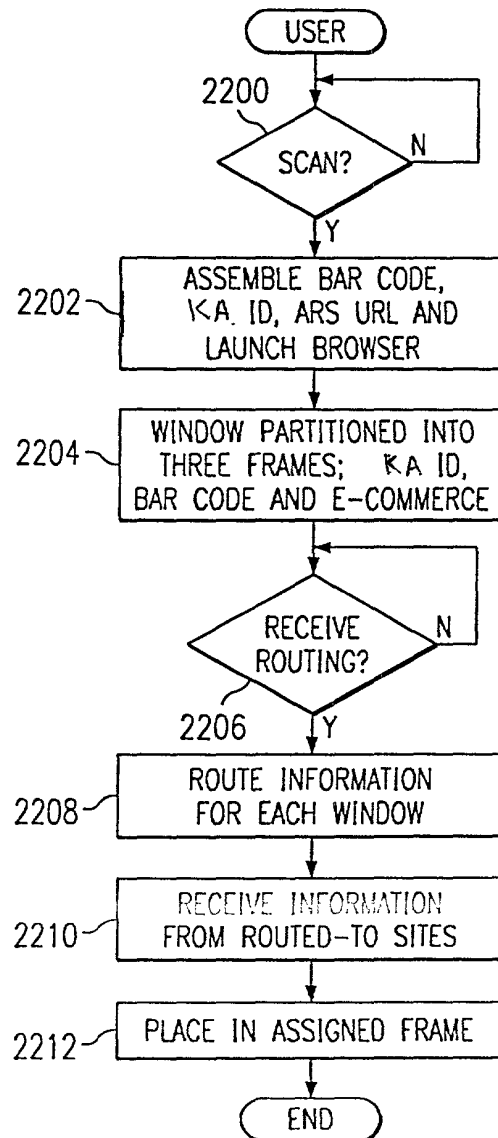 USER
2200
SCAN?
N
Y
2202
ASSEMBLE BAR CODE,
KA. ID, ARS URL AND
LAUNCH BROWSER
2204
WINDOW PARTITIONED INTO
THREE FRAMES; KA ID,
BAR CODE AND E-COMMERCE
RECEIVE
ROUTING?
N
2206
Y
2208
ROUTE INFORMATION
FOR EACH WINDOW
2210
RECEIVE INFORMATION
FROM ROUTED-TO SITES
2212
PLACE IN ASSIGNED FRAME
END